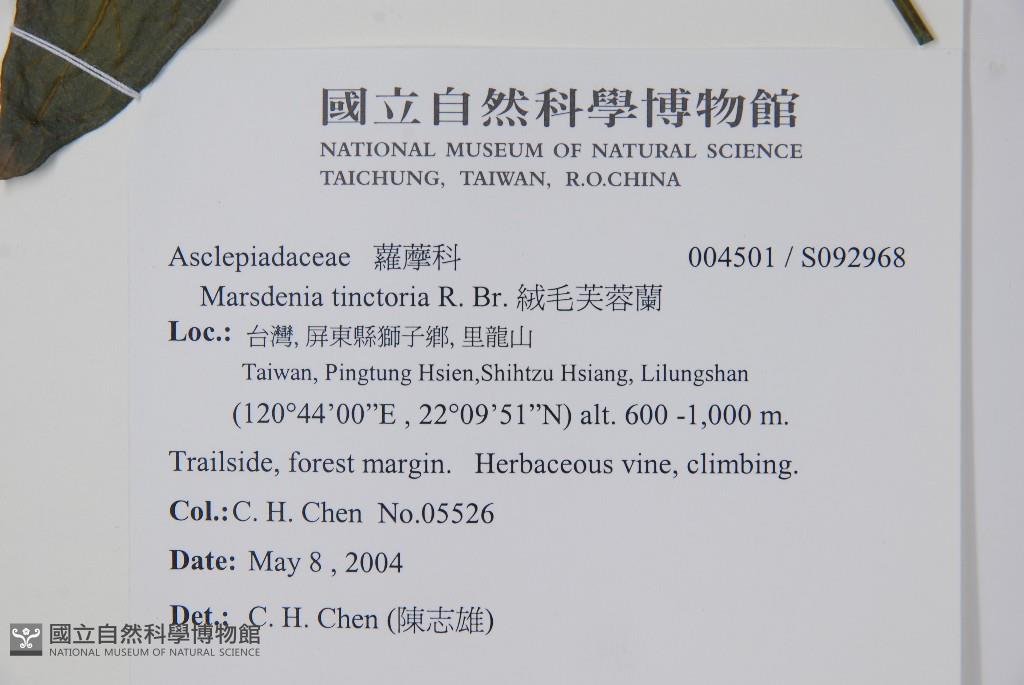 國立自然科學博物館
NATIONAL MUSEUM OF NATURAL SCIENCE
TAICHUNG, TAIWAN, R.O.CHINA
Asclepiadaceae 蘿藦科 004501 / S092968
Marsdenia tinctoria R. Br. 絨毛芙蓉蘭
Loc.: 台灣, 屏東縣獅子鄉, 里龍山
Taiwan, Pingtung Hsien,Shihtzu Hsiang, Lilungshan
(120°44’00”E , 22°09’51”N) alt. 600 -1,000 m.
Trailside, forest margin. Herbaceous vine, climbing.
Col.: C. H. Chen No.05526
Date: May 8 , 2004
Det.: C. H. Chen (陳志雄)
國立自然科學博物館
NATIONAL MUSEUM OF NATURAL SCIENCE